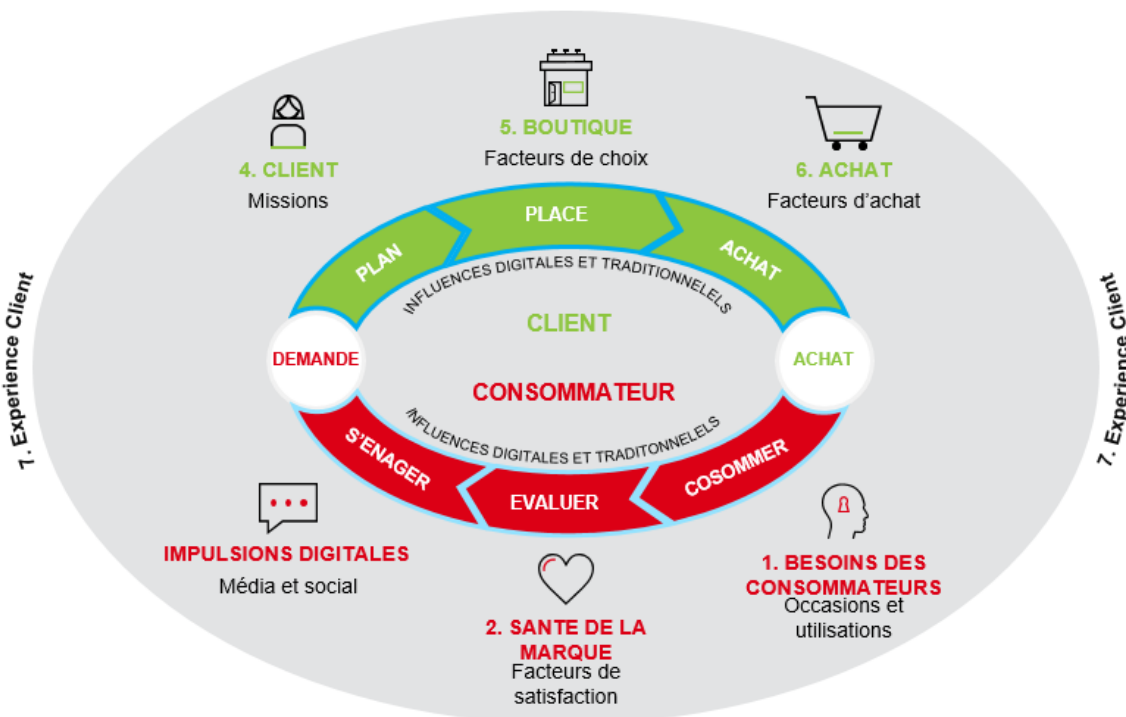 5. BOUTIQUE
Facteurs de choix
4. CLIENT
Missions
6. ACHAT
Facteurs d'achat
PLAN
PLACE
ACHAT
INFLUENCES DIGITALES ET TRADITIONNELELS
CLIENT
DEMANDE
ACHAT
CONSOMMATEUR
INFLUENCES DIGITALES ET TRADITONNELELS
S'ENAGER
EVALUER
COSOMMER
7. Experience Client
7. Experience Client
IMPULSIONS DIGITALES
Média et social
2. SANTE DE LA
MARQUE
Facteurs de
satisfaction
1. BESOINS DES
CONSOMMATEURS
Occasions et
utilisations